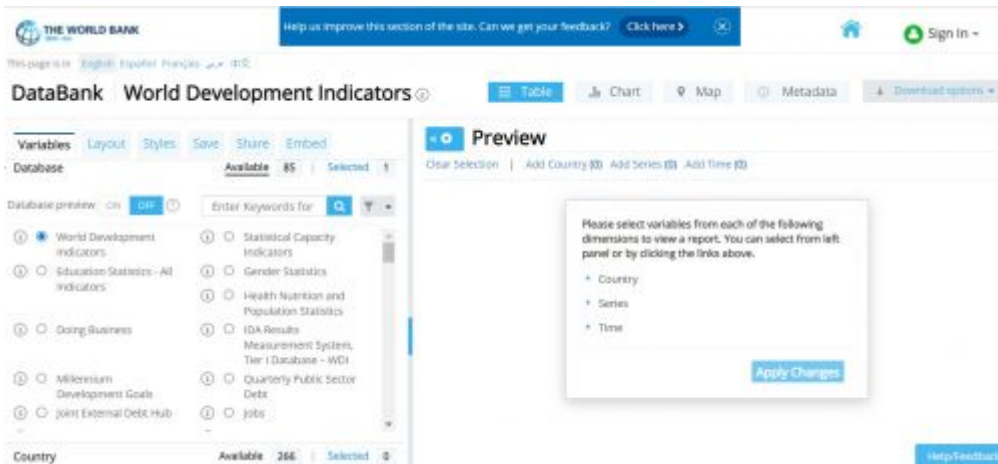 THE WORLD BANK
Help us improve this section of the site. Can we get your feedback? Click here >
Sign In
This page is in English Español Français عربي 中文
DataBank World Development Indicators
Table Chart Map Metadata Download options
Variables Layout Styles Save Share Embed
Preview
Database Available 85 | Selected 1
Clear Selection | Add Country (0) Add Series (0) Add Time (0)
Database preview ON OFF
Enter Keywords for
World Development Indicators
Statistical Capacity Indicators
Education Statistics - All Indicators
Gender Statistics
Health Nutrition and Population Statistics
Doing Business
IDA Results Measurement System, Tier I Database - WDI
Millennium Development Goals
Quarterly Public Sector Debt
Joint External Debt Hub
Jobs
Please select variables from each of the following
dimensions to view a report. You can select from left
panel or by clicking the links above.
Country
Series
Time
Apply Changes
Country Available 266 | Selected 0
Help/Feedback